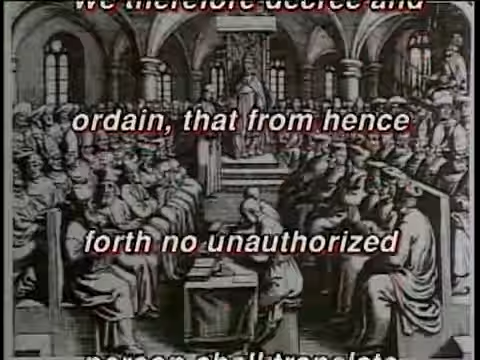 We therefore decree and
ordain, that from hence
forth no unauthorized
person shall translate